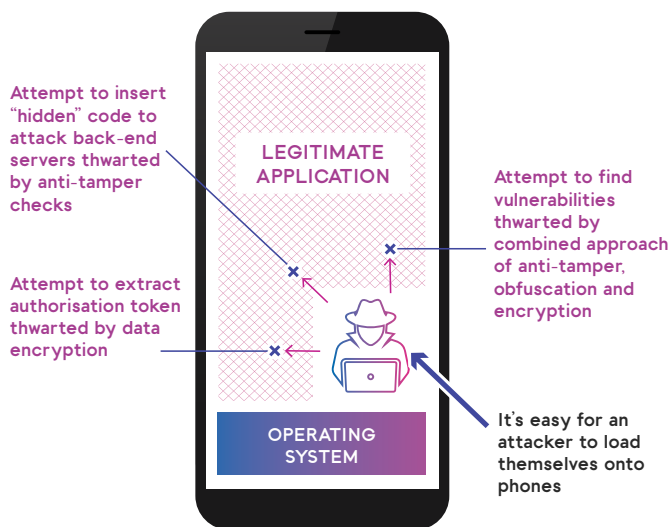 Attempt to insert
“hidden” code to
attack back-end
servers thwarted
by anti-tamper
checks
Attempt to extract
authorisation token
thwarted by data
encryption
LEGITIMATE
APPLICATION
Attempt to find
vulnerabilities
thwarted by
combined approach
of anti-tamper,
obfuscation and
encryption
OPERATING
SYSTEM
It’s easy for an
attacker to load
themselves onto
phones